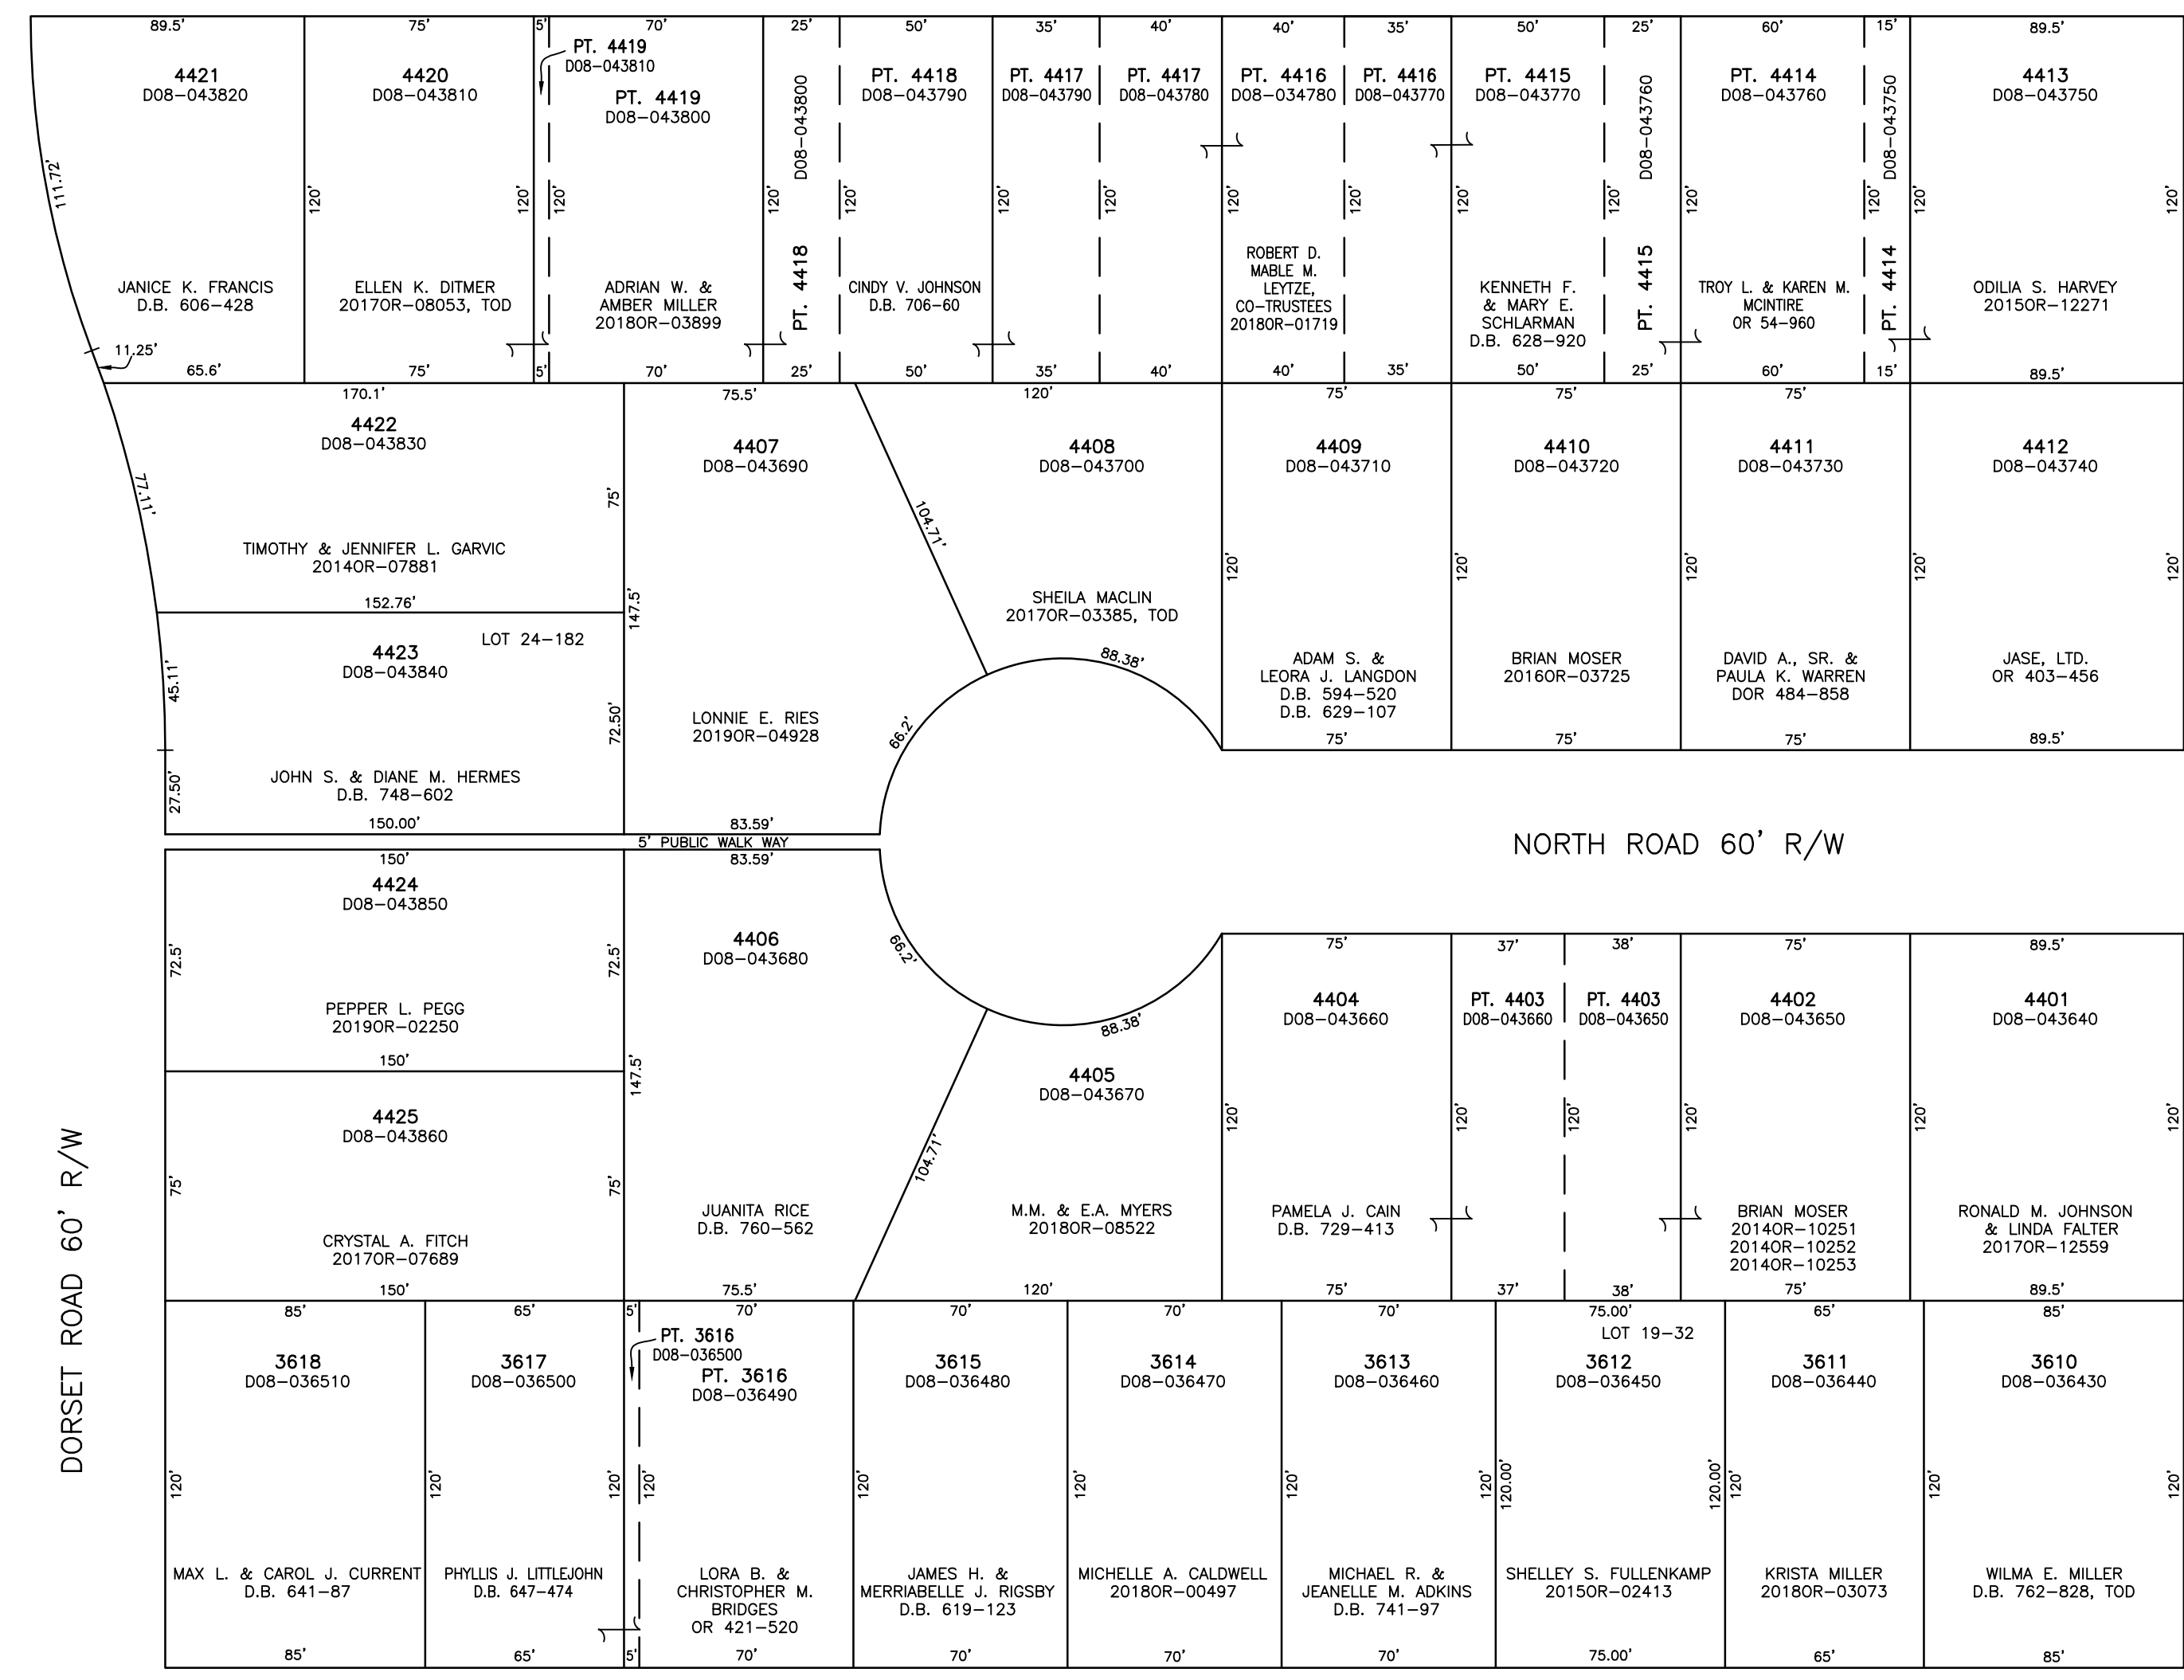 89.5' 75' 5' 70' 25' 50' 35' 40' 40' 35' 50' 25' 60' 15' 89.5'
4421
D08-043820
4420
D08-043810
PT. 4419
D08-043810
PT. 4419
D08-043800
D08-043800
PT. 4418
PT. 4418
D08-043790
PT. 4417
D08-043790
PT. 4417
D08-043780
PT. 4416
D08-034780
PT. 4416
D08-043770
PT. 4415
D08-043770
D08-043760
PT. 4415
PT. 4414
D08-043760
D08-043750
PT. 4414
4413
D08-043750
111.72'
120' 120' 120' 120' 120' 120' 120' 120' 120' 120' 120' 120' 120'
JANICE K. FRANCIS
D.B. 606-428
ELLEN K. DITMER
2017OR-08053, TOD
ADRIAN W. &
AMBER MILLER
2018OR-03899
CINDY V. JOHNSON
D.B. 706-60
ROBERT D.
MABLE M.
LEYTZE,
CO-TRUSTEES
2018OR-01719
KENNETH F.
& MARY E.
SCHLARMAN
D.B. 628-920
TROY L. & KAREN M.
MCINTIRE
OR 54-960
ODILIA S. HARVEY
2015OR-12271
11.25'
65.6' 75' 5' 70' 25' 50' 35' 40' 40' 35' 50' 25' 60' 15' 89.5'
170.1' 75.5' 120' 75' 75' 75'
4422
D08-043830
77.11'
75'
TIMOTHY & JENNIFER L. GARVIC
2014OR-07881
152.76'
4407
D08-043690
147.5'
104.71'
LONNIE E. RIES
2019OR-04928
66.2'
4408
D08-043700
SHEILA MACLIN
2017OR-03385, TOD
88.38'
4409
D08-043710
4410
D08-043720
4411
D08-043730
4412
D08-043740
120' 120' 120' 120' 120'
ADAM S. &
LEORA J. LANGDON
D.B. 594-520
D.B. 629-107
BRIAN MOSER
2016OR-03725
DAVID A., SR. &
PAULA K. WARREN
DOR 484-858
JASE, LTD.
OR 403-456
75' 75' 75' 89.5'
LOT 24-182
4423
D08-043840
45.11'
72.50'
JOHN S. & DIANE M. HERMES
D.B. 748-602
27.50'
150.00' 83.59'
5' PUBLIC WALK WAY
NORTH ROAD 60' R/W
150' 83.59'
4424
D08-043850
72.5' 72.5'
PEPPER L. PEGG
2019OR-02250
150'
4406
D08-043680
66.2'
147.5'
JUANITA RICE
D.B. 760-562
75.5'
88.38'
4405
D08-043670
104.71'
M.M. & E.A. MYERS
2018OR-08522
120'
75' 37' 38' 75' 89.5'
4404
D08-043660
PT. 4403
D08-043660
PT. 4403
D08-043650
4402
D08-043650
4401
D08-043640
120' 120' 120' 120' 120' 120'
PAMELA J. CAIN
D.B. 729-413
BRIAN MOSER
2014OR-10251
2014OR-10252
2014OR-10253
RONALD M. JOHNSON
& LINDA FALTER
2017OR-12559
75' 37' 38' 75' 89.5'
4425
D08-043860
75' 75'
CRYSTAL A. FITCH
2017OR-07689
150'
DORSET ROAD 60' R/W
85' 65' 5' 70' 70' 70' 70' 75.00' 65' 85'
3618
D08-036510
3617
D08-036500
PT. 3616
D08-036500
PT. 3616
D08-036490
3615
D08-036480
3614
D08-036470
3613
D08-036460
LOT 19-32
3612
D08-036450
3611
D08-036440
3610
D08-036430
120' 120' 120' 120' 120' 120' 120' 120' 120.00' 120.00' 120' 120' 120'
MAX L. & CAROL J. CURRENT
D.B. 641-87
PHYLLIS J. LITTLEJOHN
D.B. 647-474
LORA B. &
CHRISTOPHER M.
BRIDGES
OR 421-520
JAMES H. &
MERRIABELLE J. RIGSBY
D.B. 619-123
MICHELLE A. CALDWELL
2018OR-00497
MICHAEL R. &
JEANELLE M. ADKINS
D.B. 741-97
SHELLEY S. FULLENKAMP
2015OR-02413
KRISTA MILLER
2018OR-03073
WILMA E. MILLER
D.B. 762-828, TOD
85' 65' 5' 70' 70' 70' 70' 75.00' 65' 85'